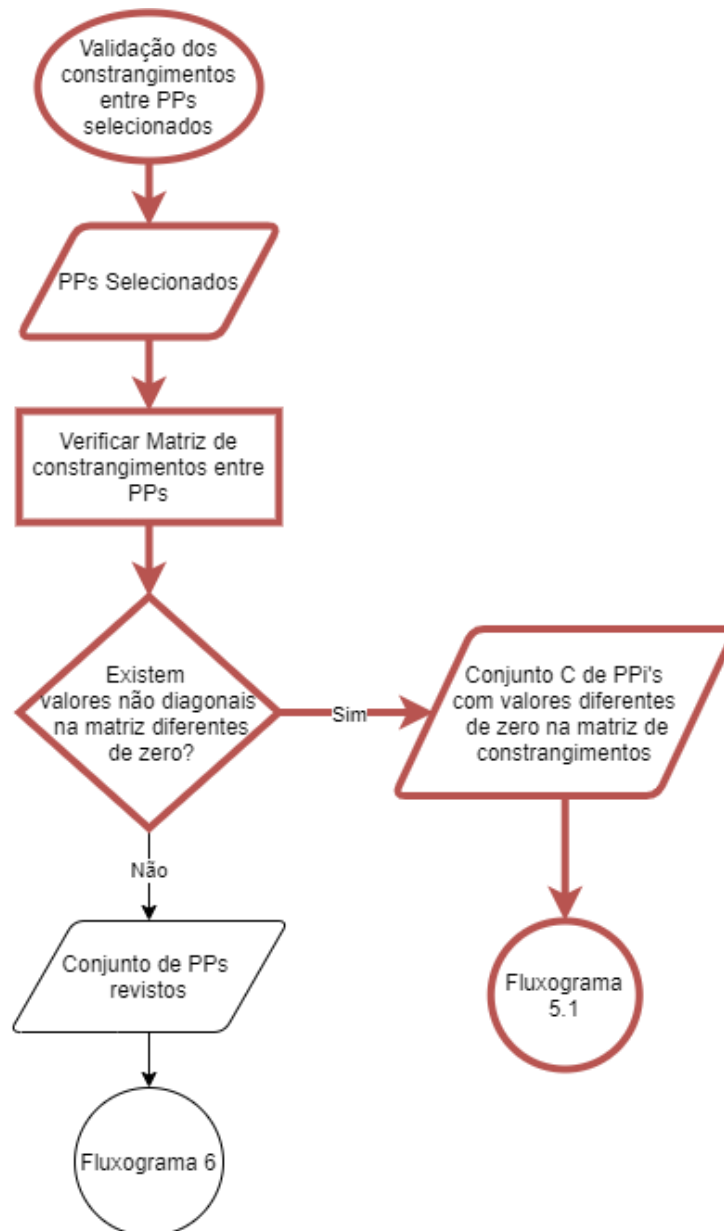 Validação dos
constrangimentos
entre PPs
selecionados
PPs Selecionados
Verificar Matriz de
constrangimentos entre
PPs
Existem
valores não diagonais
na matriz diferentes
de zero?
Sim
Conjunto C de PPi's
com valores diferentes
de zero na matriz de
constrangimentos
Não
Conjunto de PPs
revistos
Fluxograma
5.1
Fluxograma 6